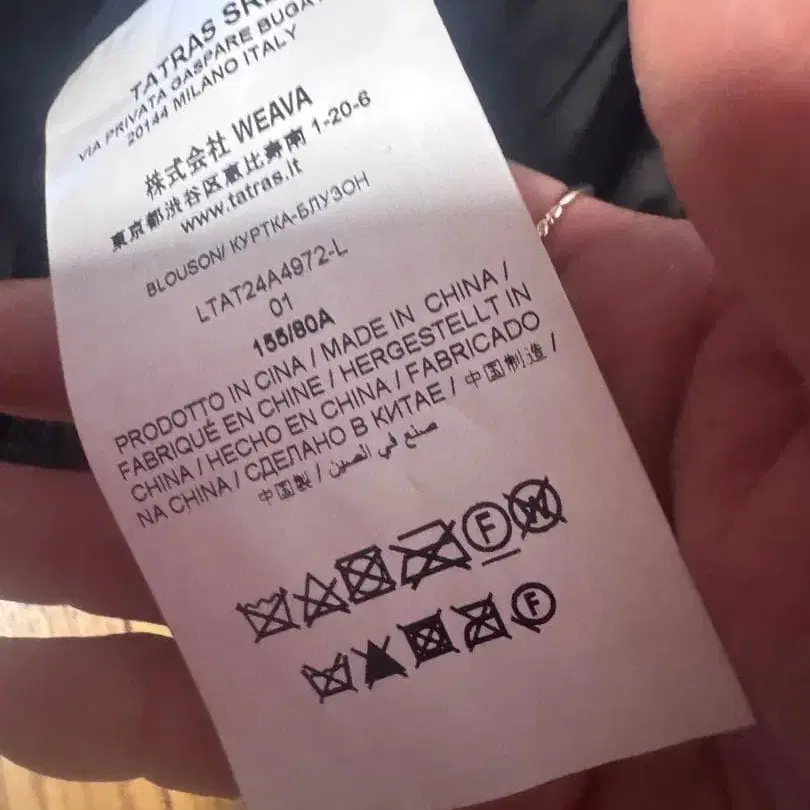 TATRAS SRL
VIA PRIVATA GASPARE BUGA
20144 MILANO ITALY
株式会社 WEAVA
東京都渋谷区恵比寿南 1-20-6
www.tatras.it
BLOUSON/ КУРТКА-БЛУЗОН
LTAT24A4972-L
01
155/80A
PRODOTTO IN CINA / MADE IN CHINA /
FABRIQUÉ EN CHINE / HERGESTELLT IN
CHINA / HECHO EN CHINA / FABRICADO
NA CHINA / СДЕЛАНО В КИТАЕ / 中国制造 /
中国製 / صنع في الصين
F W
F